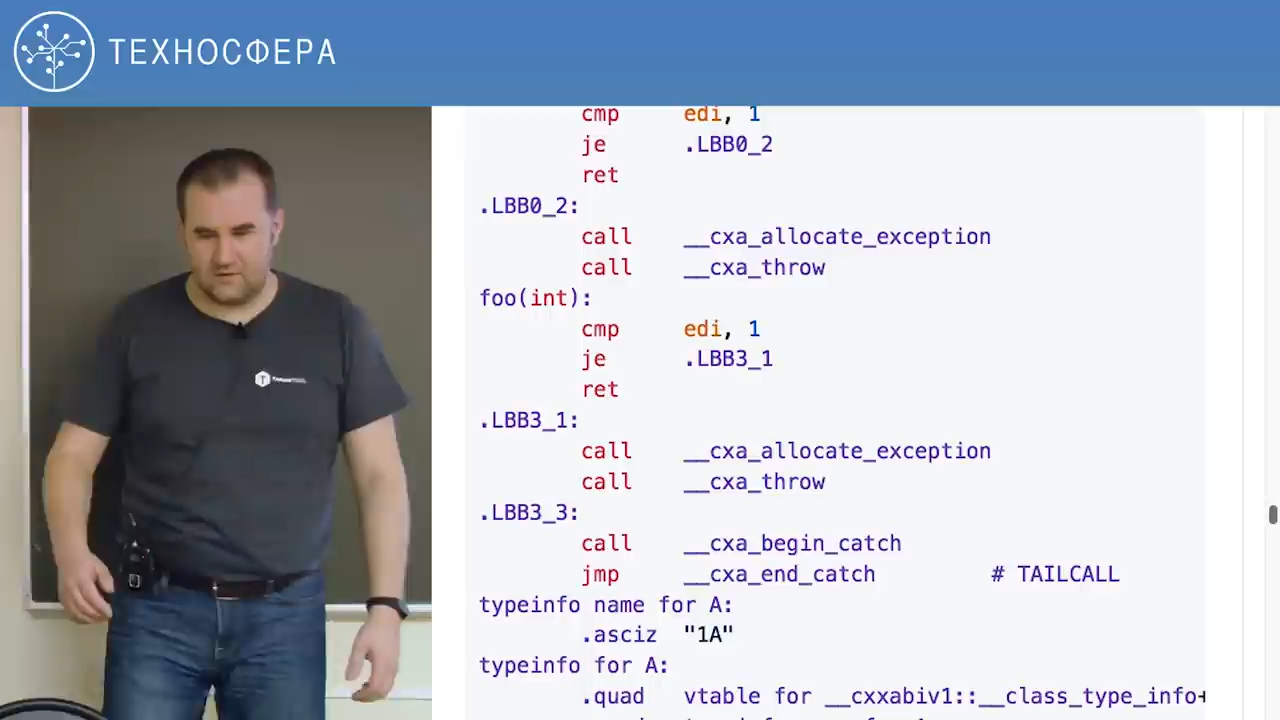 ТЕХНОСФЕРА
cmp edi, 1
je .LBB0_2
ret
.LBB0_2:
call __cxa_allocate_exception
call __cxa_throw
foo(int):
cmp edi, 1
je .LBB3_1
ret
.LBB3_1:
call __cxa_allocate_exception
call __cxa_throw
.LBB3_3:
call __cxa_begin_catch
jmp __cxa_end_catch # TAILCALL
typeinfo name for A:
.asciz "1A"
typeinfo for A:
.quad vtable for __cxxabiv1::__class_type_info+